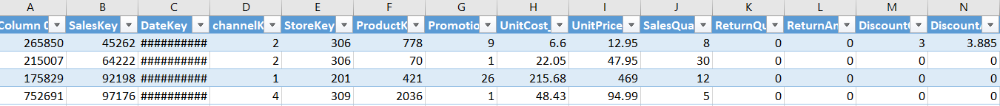 A B C D E F G H I J K L M N
Column 0 SalesKey DateKey channelK StoreKey ProductK Promotio UnitCost_ UnitPrice SalesQua ReturnQu ReturnAn Discount DiscountA
265850 45262 ########## 2 306 778 9 6.6 12.95 8 0 0 3 3.885
215007 64222 ########## 2 306 70 1 22.05 47.95 30 0 0 0 0
175829 92198 ########## 1 201 421 26 215.68 469 12 0 0 0 0
752691 97176 ########## 4 309 2036 1 48.43 94.99 5 0 0 0 0